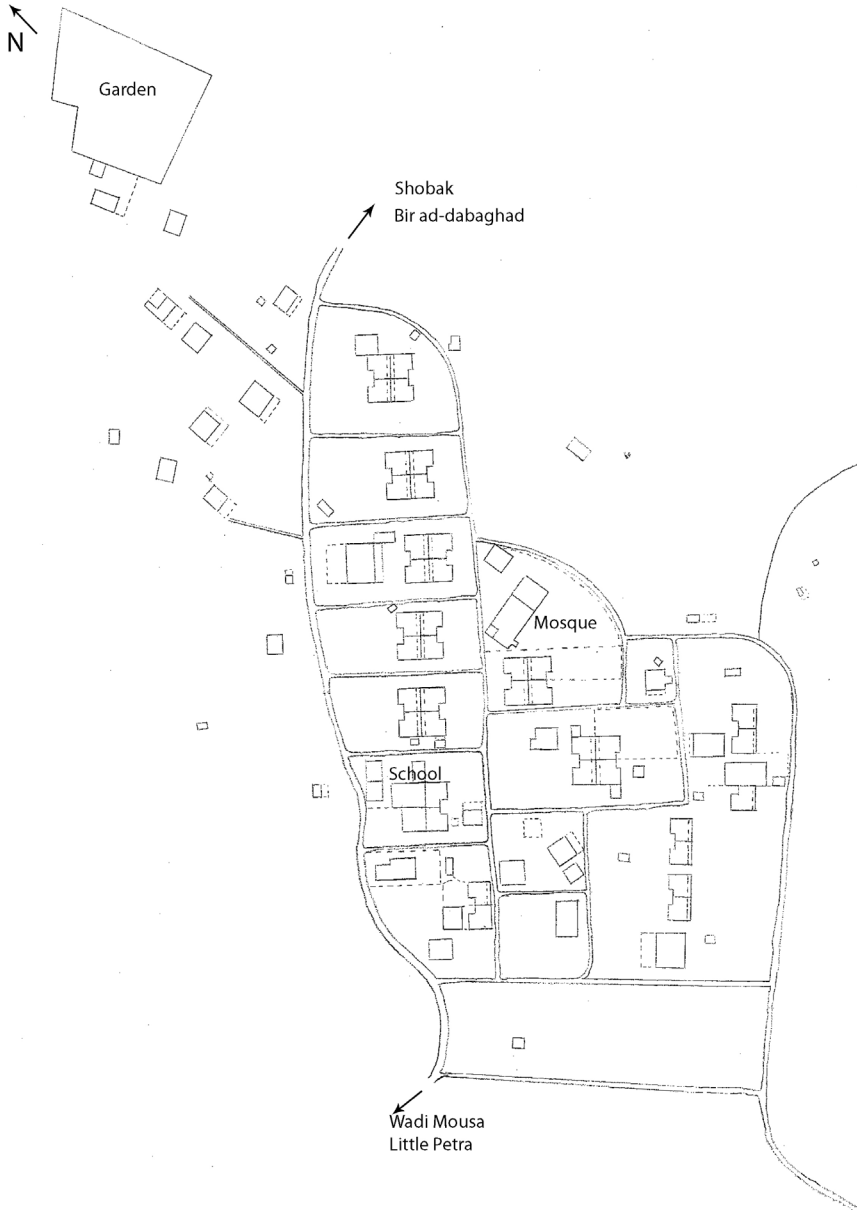 N
Garden
Shobak
Bir ad-dabaghad
Mosque
School
Wadi Mousa
Little Petra